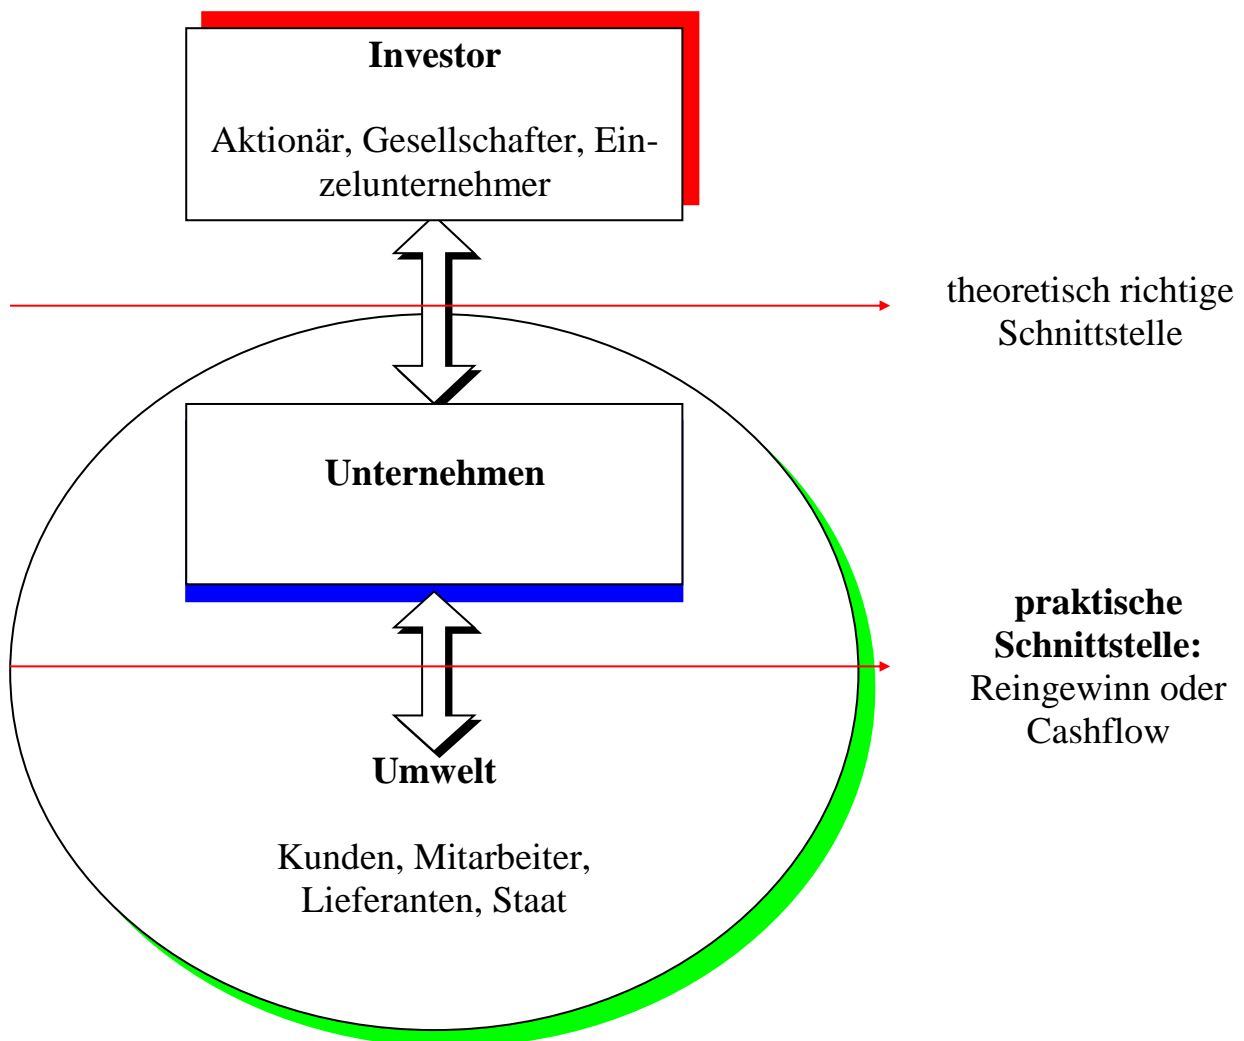 Investor
Aktionär, Gesellschafter, Ein-
zelunternehmer
theoretisch richtige
Schnittstelle
Unternehmen
praktische
Schnittstelle:
Reingewinn oder
Cashflow
Umwelt
Kunden, Mitarbeiter,
Lieferanten, Staat